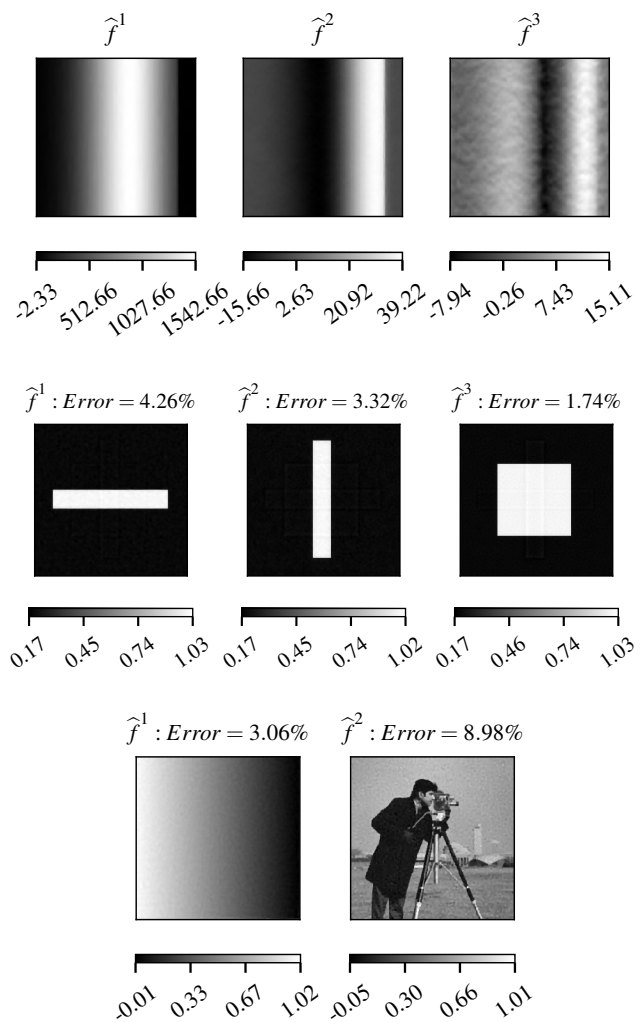 f̂¹ f̂² f̂³
-2.33 512.66 1027.66 1542.66 -15.66 2.63 20.92 39.22 -7.94 -0.26 7.43 15.11
f̂¹ : Error = 4.26% f̂² : Error = 3.32% f̂³ : Error = 1.74%
0.17 0.45 0.74 1.03 0.17 0.45 0.74 1.02 0.17 0.46 0.74 1.03
f̂¹ : Error = 3.06% f̂² : Error = 8.98%
-0.01 0.33 0.67 1.02 -0.05 0.30 0.66 1.01